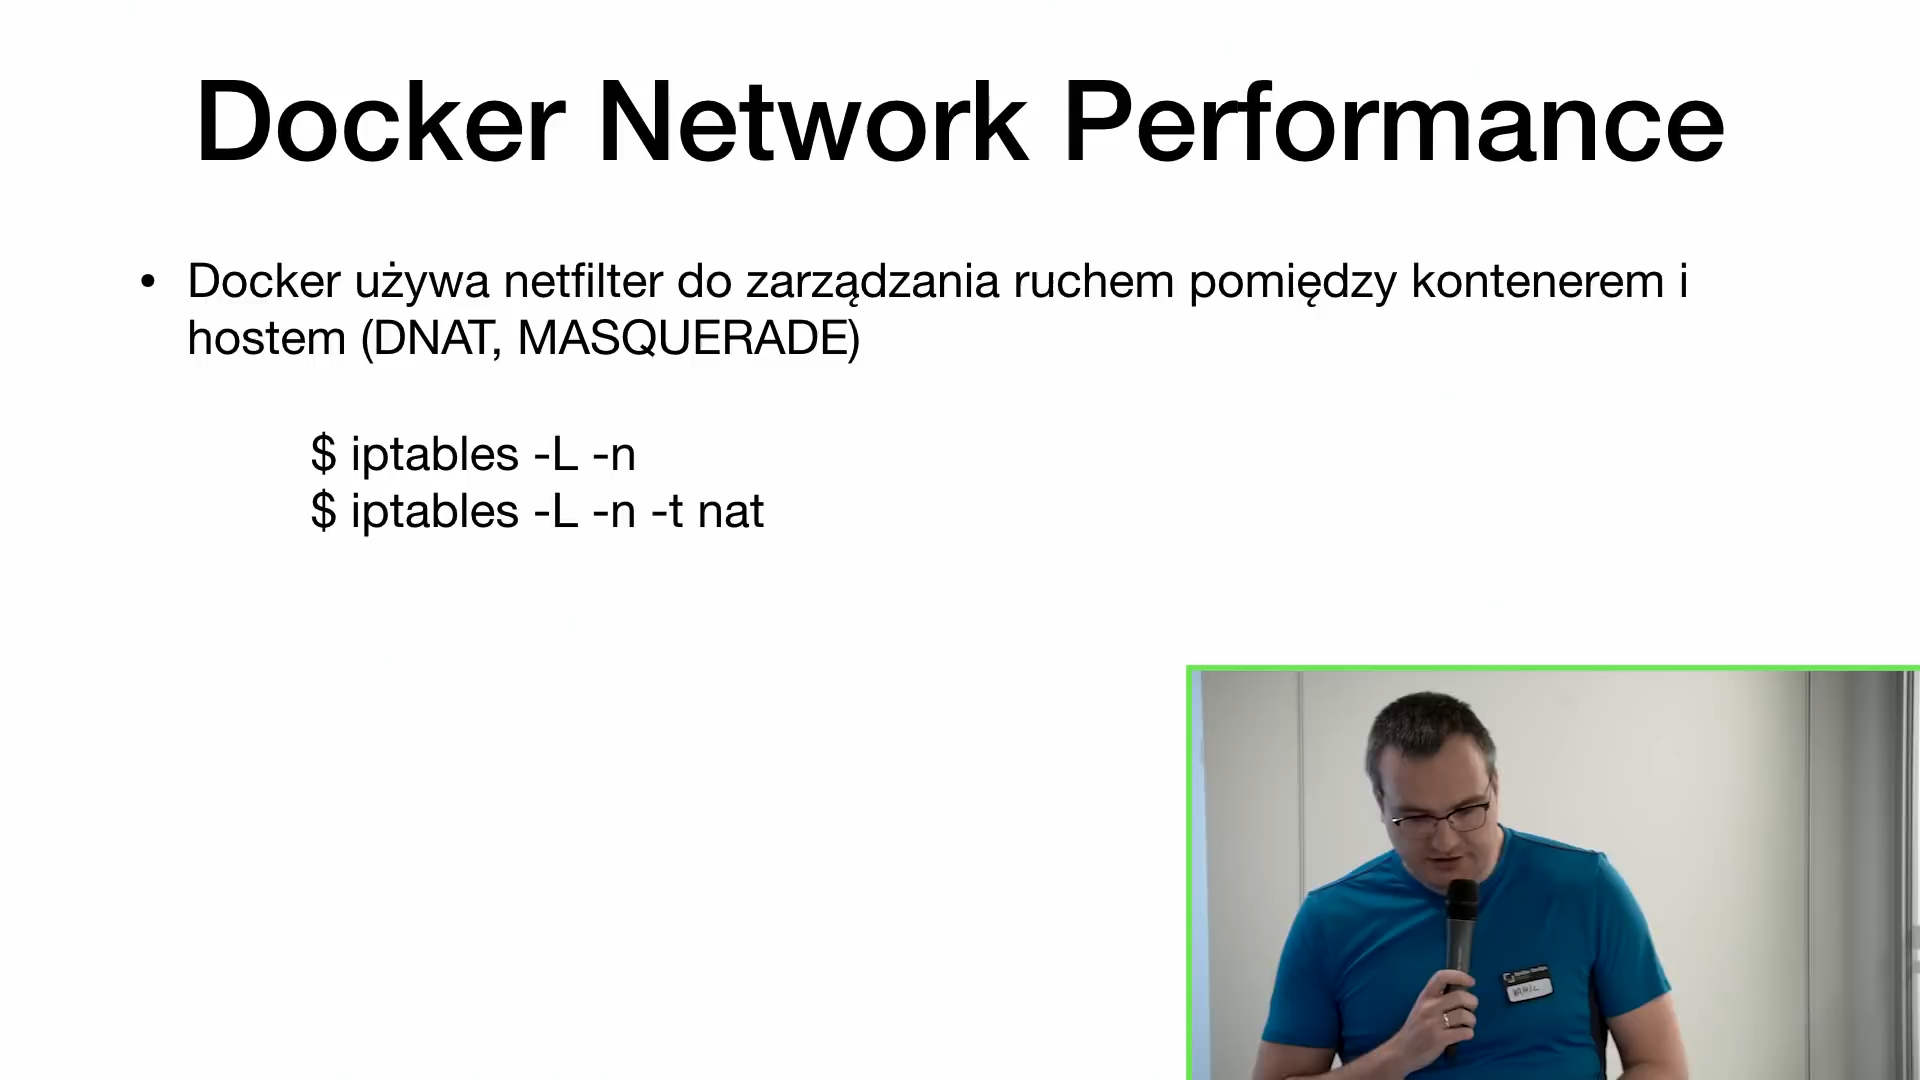 Docker Network Performance
• Docker używa netfilter do zarządzania ruchem pomiędzy kontenerem i
hostem (DNAT, MASQUERADE)
$ iptables -L -n
$ iptables -L -n -t nat